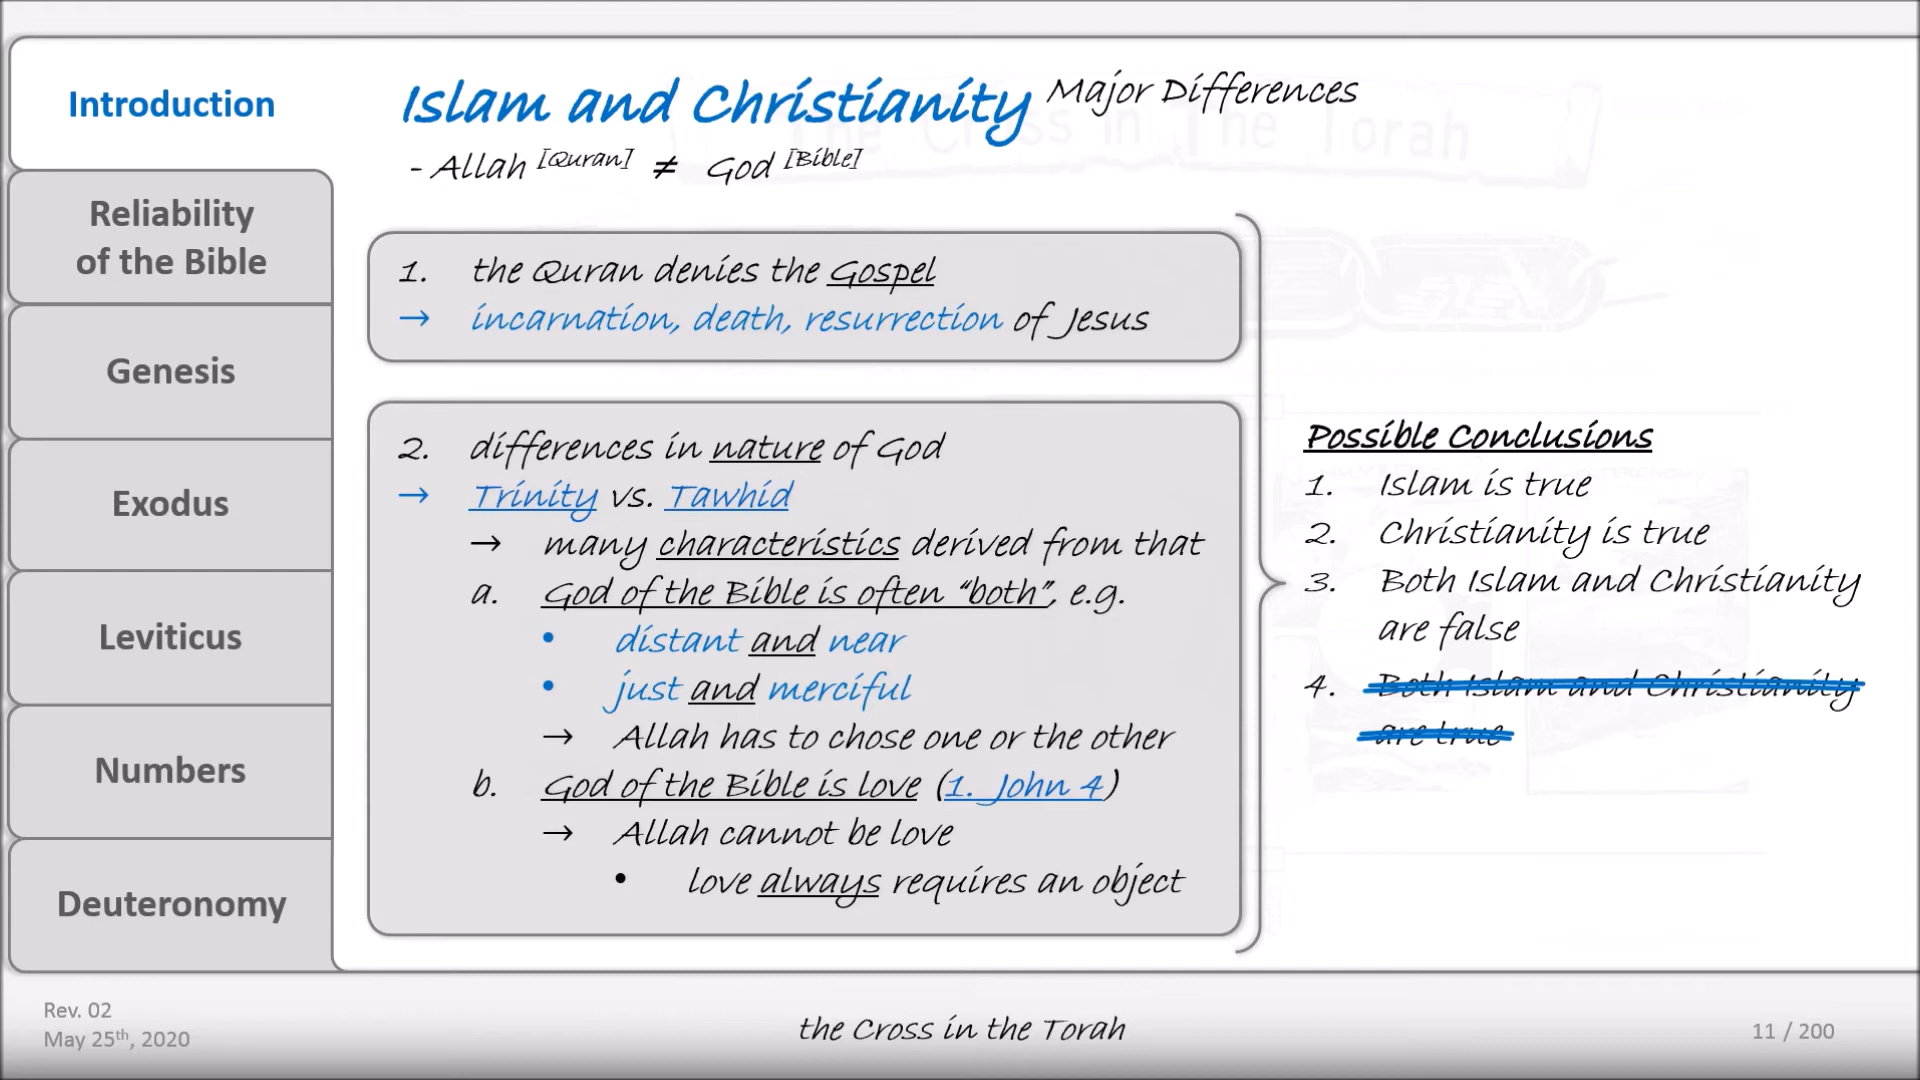 Introduction
Reliability
of the Bible
Genesis
Exodus
Leviticus
Numbers
Deuteronomy
Islam and Christianity Major Differences
- Allah [Quran] ≠ God [Bible]
1. the Quran denies the Gospel
→ incarnation, death, resurrection of Jesus
2. differences in nature of God
→ Trinity vs. Tawhid
→ many characteristics derived from that
a. God of the Bible is often "both", e.g.
• distant and near
• just and merciful
→ Allah has to chose one or the other
b. God of the Bible is love (1. John 4)
→ Allah cannot be love
• love always requires an object
Possible Conclusions
1. Islam is true
2. Christianity is true
3. Both Islam and Christianity
are false
4. Both Islam and Christianity
are true
The Cross in The Torah
Rev. 02
May 25th, 2020
the Cross in the Torah
11 / 200